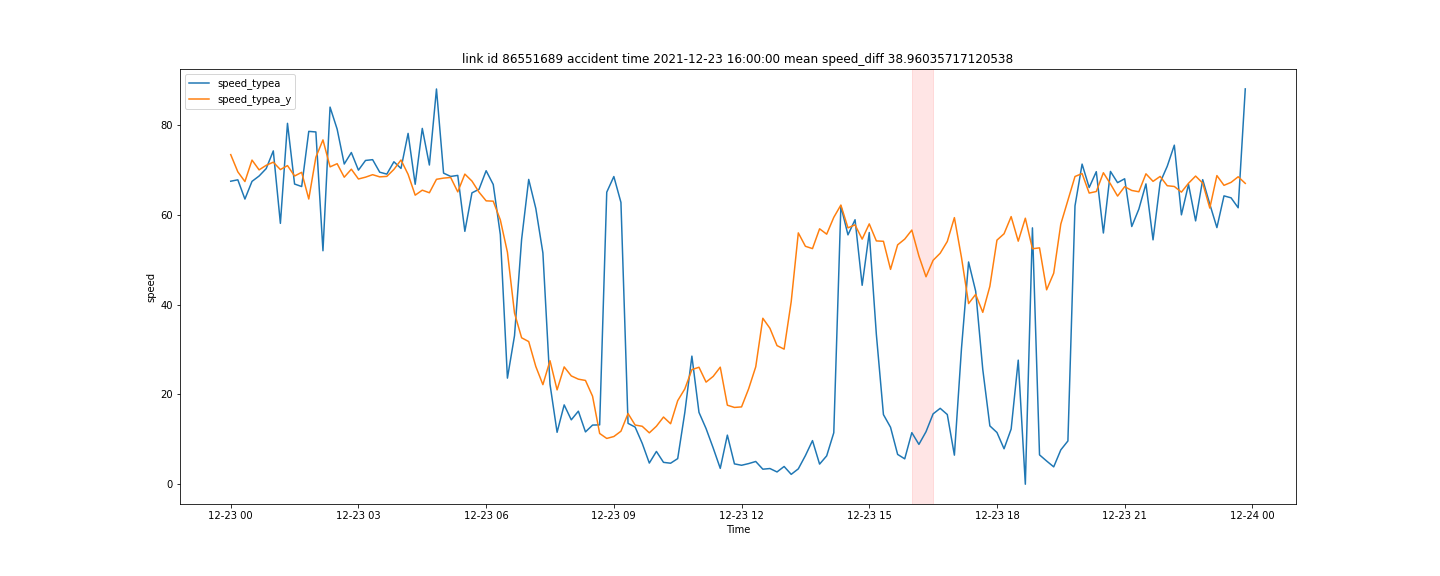 link id 86551689 accident time 2021-12-23 16:00:00 mean speed_diff 38.96035717120538
speed_typea
speed_typea_y
80
60
40
20
0
speed
12-23 00
12-23 03
12-23 06
12-23 09
12-23 12
12-23 15
12-23 18
12-23 21
12-24 00
Time